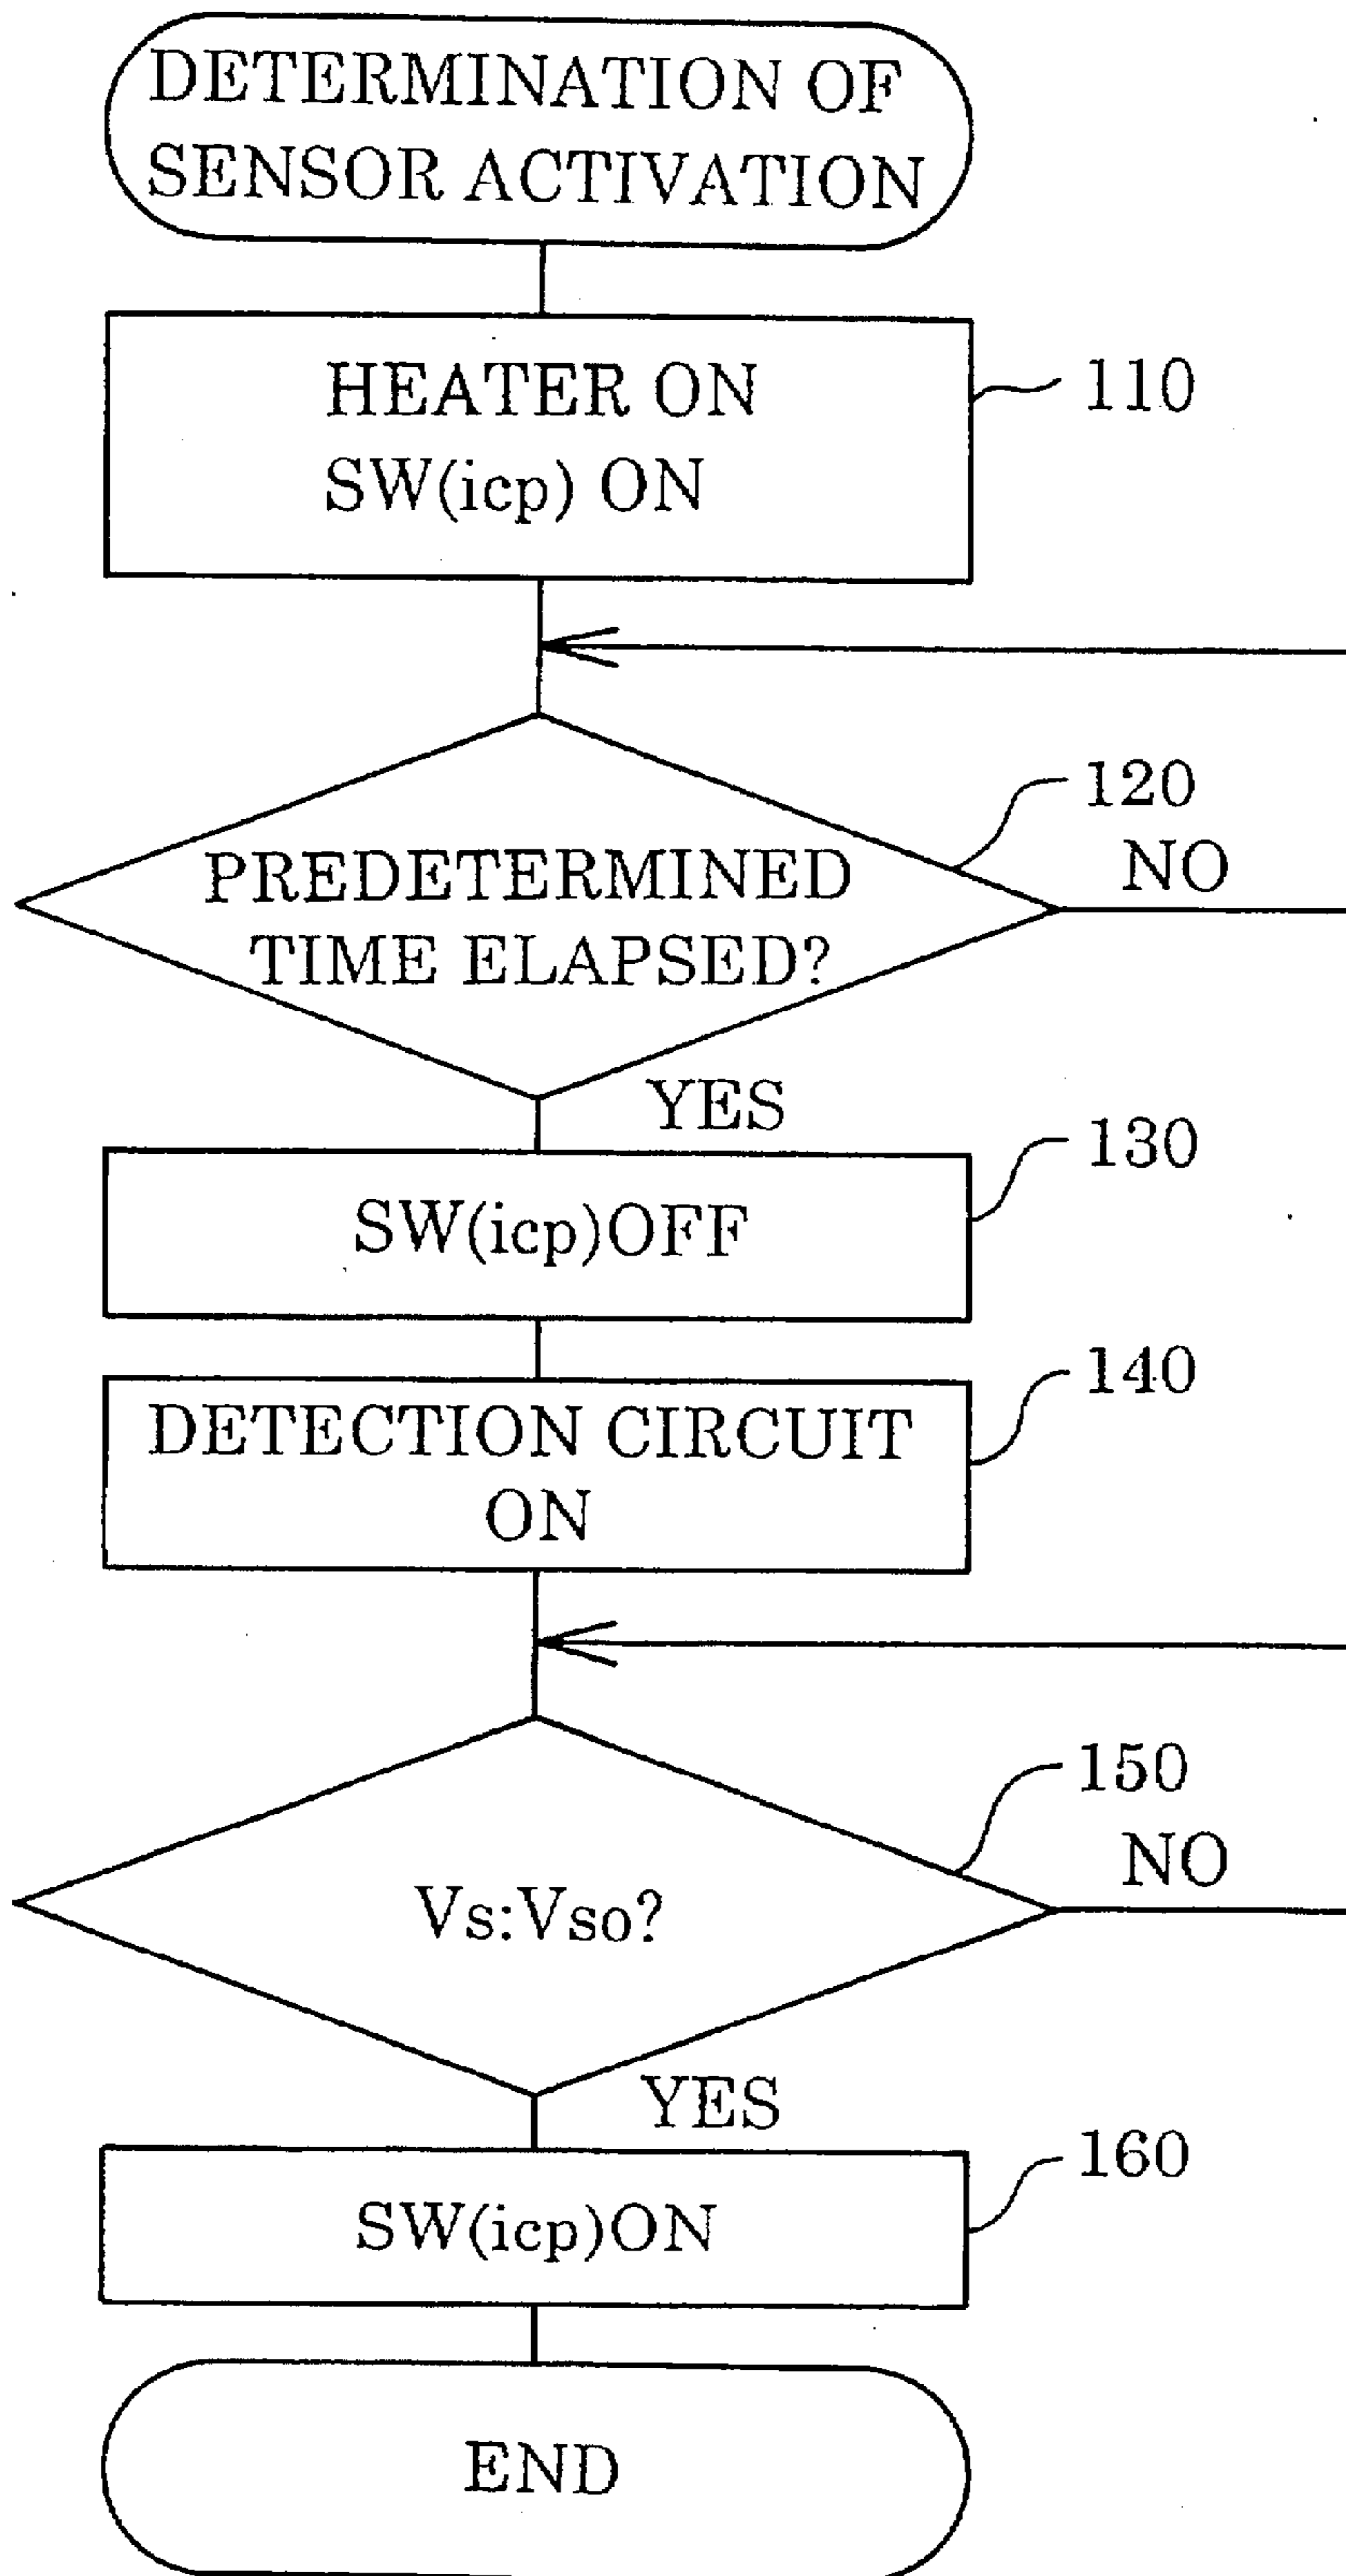 DETERMINATION OF
SENSOR ACTIVATION
HEATER ON
SW(icp) ON
110
120
NO
PREDETERMINED
TIME ELAPSED?
YES
130
SW(icp)OFF
140
DETECTION CIRCUIT
ON
150
NO
Vs:Vso?
YES
160
SW(icp)ON
END